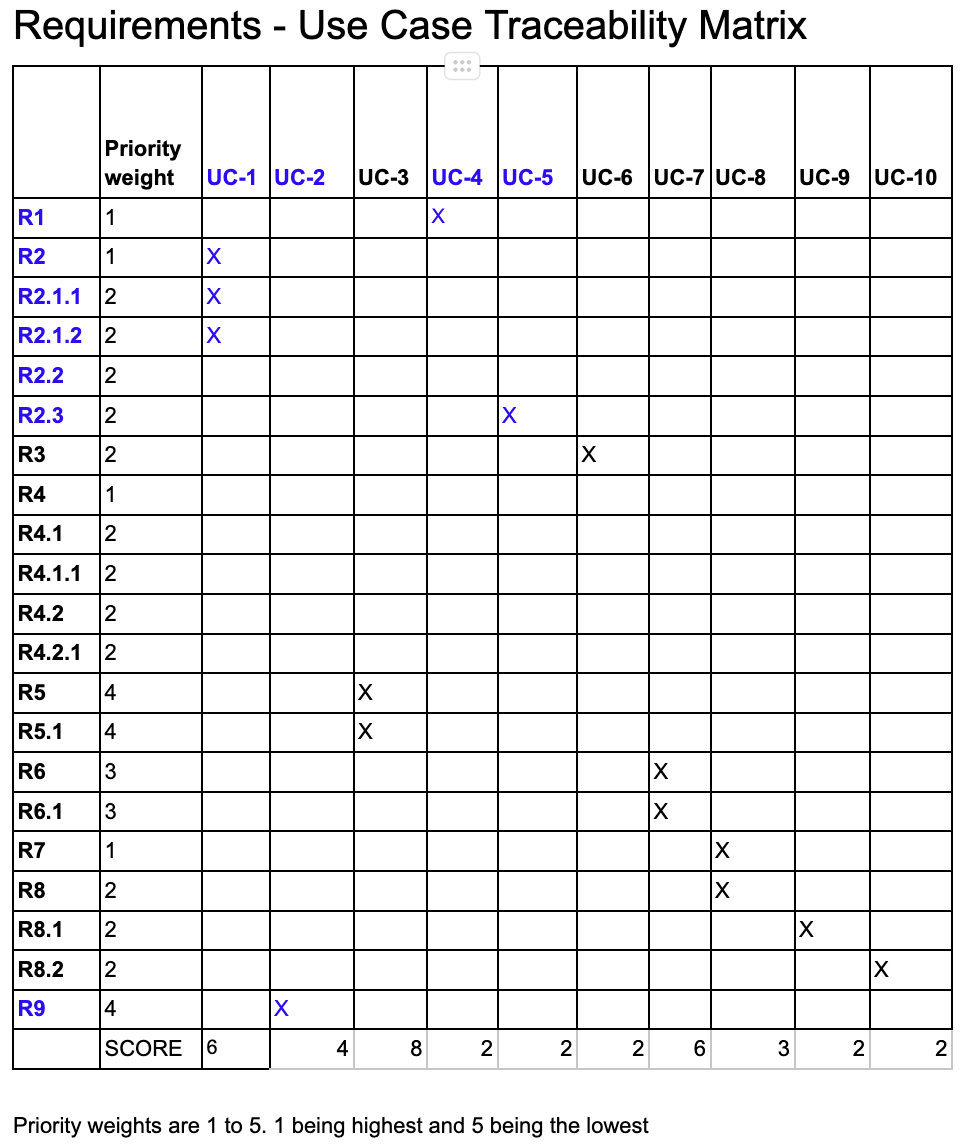 Requirements - Use Case Traceability Matrix
Priority weight UC-1 UC-2 UC-3 UC-4 UC-5 UC-6 UC-7 UC-8 UC-9 UC-10
R1 1 X
R2 1 X
R2.1.1 2 X
R2.1.2 2 X
R2.2 2
R2.3 2 X
R3 2 X
R4 1
R4.1 2
R4.1.1 2
R4.2 2
R4.2.1 2
R5 4 X
R5.1 4 X
R6 3 X
R6.1 3 X
R7 1 X
R8 2 X
R8.1 2 X
R8.2 2 X
R9 4 X
SCORE 6 4 8 2 2 2 6 3 2 2
Priority weights are 1 to 5. 1 being highest and 5 being the lowest